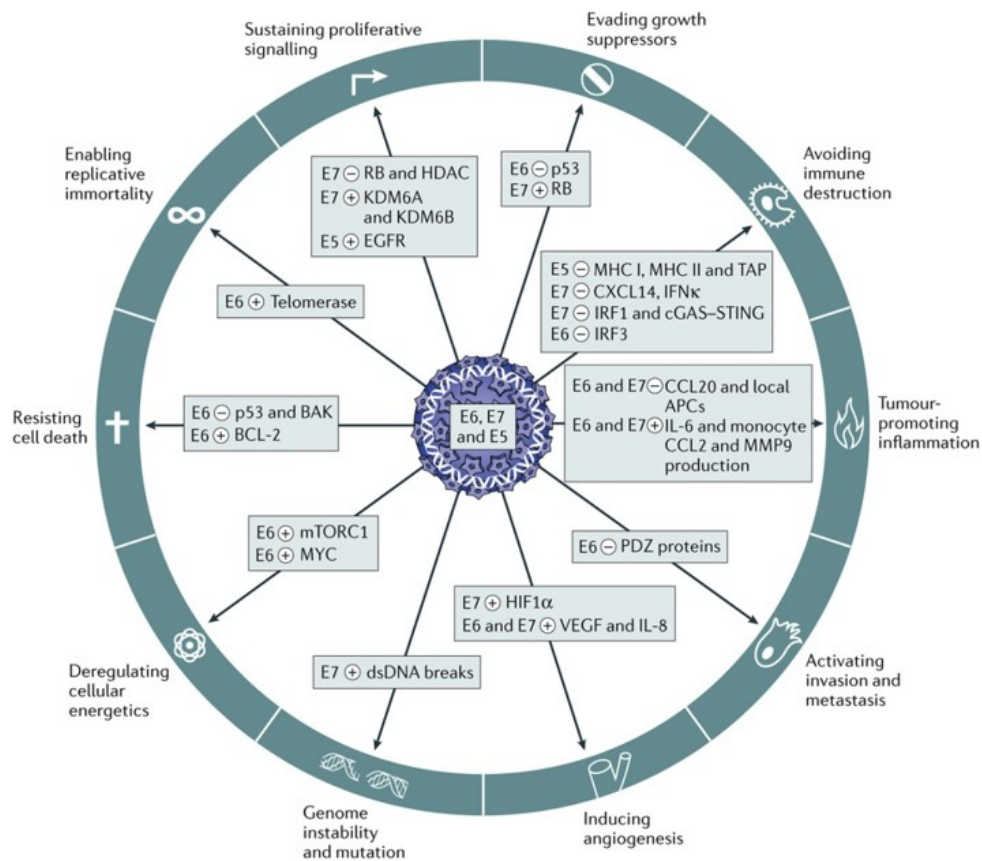 Sustaining proliferative
signalling
Evading growth
suppressors
Enabling
replicative
immortality
Avoiding
immune
destruction
E7 ⊖ RB and HDAC
E7 ⊕ KDM6A
and KDM6B
E5 ⊕ EGFR
E6 ⊖ p53
E7 ⊕ RB
E6 ⊕ Telomerase
E5 ⊖ MHC I, MHC II and TAP
E7 ⊖ CXCL14, IFNκ
E7 ⊖ IRF1 and cGAS–STING
E6 ⊖ IRF3
Resisting
cell death
E6 ⊖ p53 and BAK
E6 ⊕ BCL-2
E6, E7
and E5
E6 and E7 ⊖ CCL20 and local
APCs
E6 and E7 ⊕ IL-6 and monocyte
CCL2 and MMP9
production
Tumour-
promoting
inflammation
E6 ⊕ mTORC1
E6 ⊕ MYC
E6 ⊖ PDZ proteins
E7 ⊕ HIF1α
E6 and E7 ⊕ VEGF and IL-8
E7 ⊕ dsDNA breaks
Deregulating
cellular
energetics
Activating
invasion and
metastasis
Genome
instability
and mutation
Inducing
angiogenesis